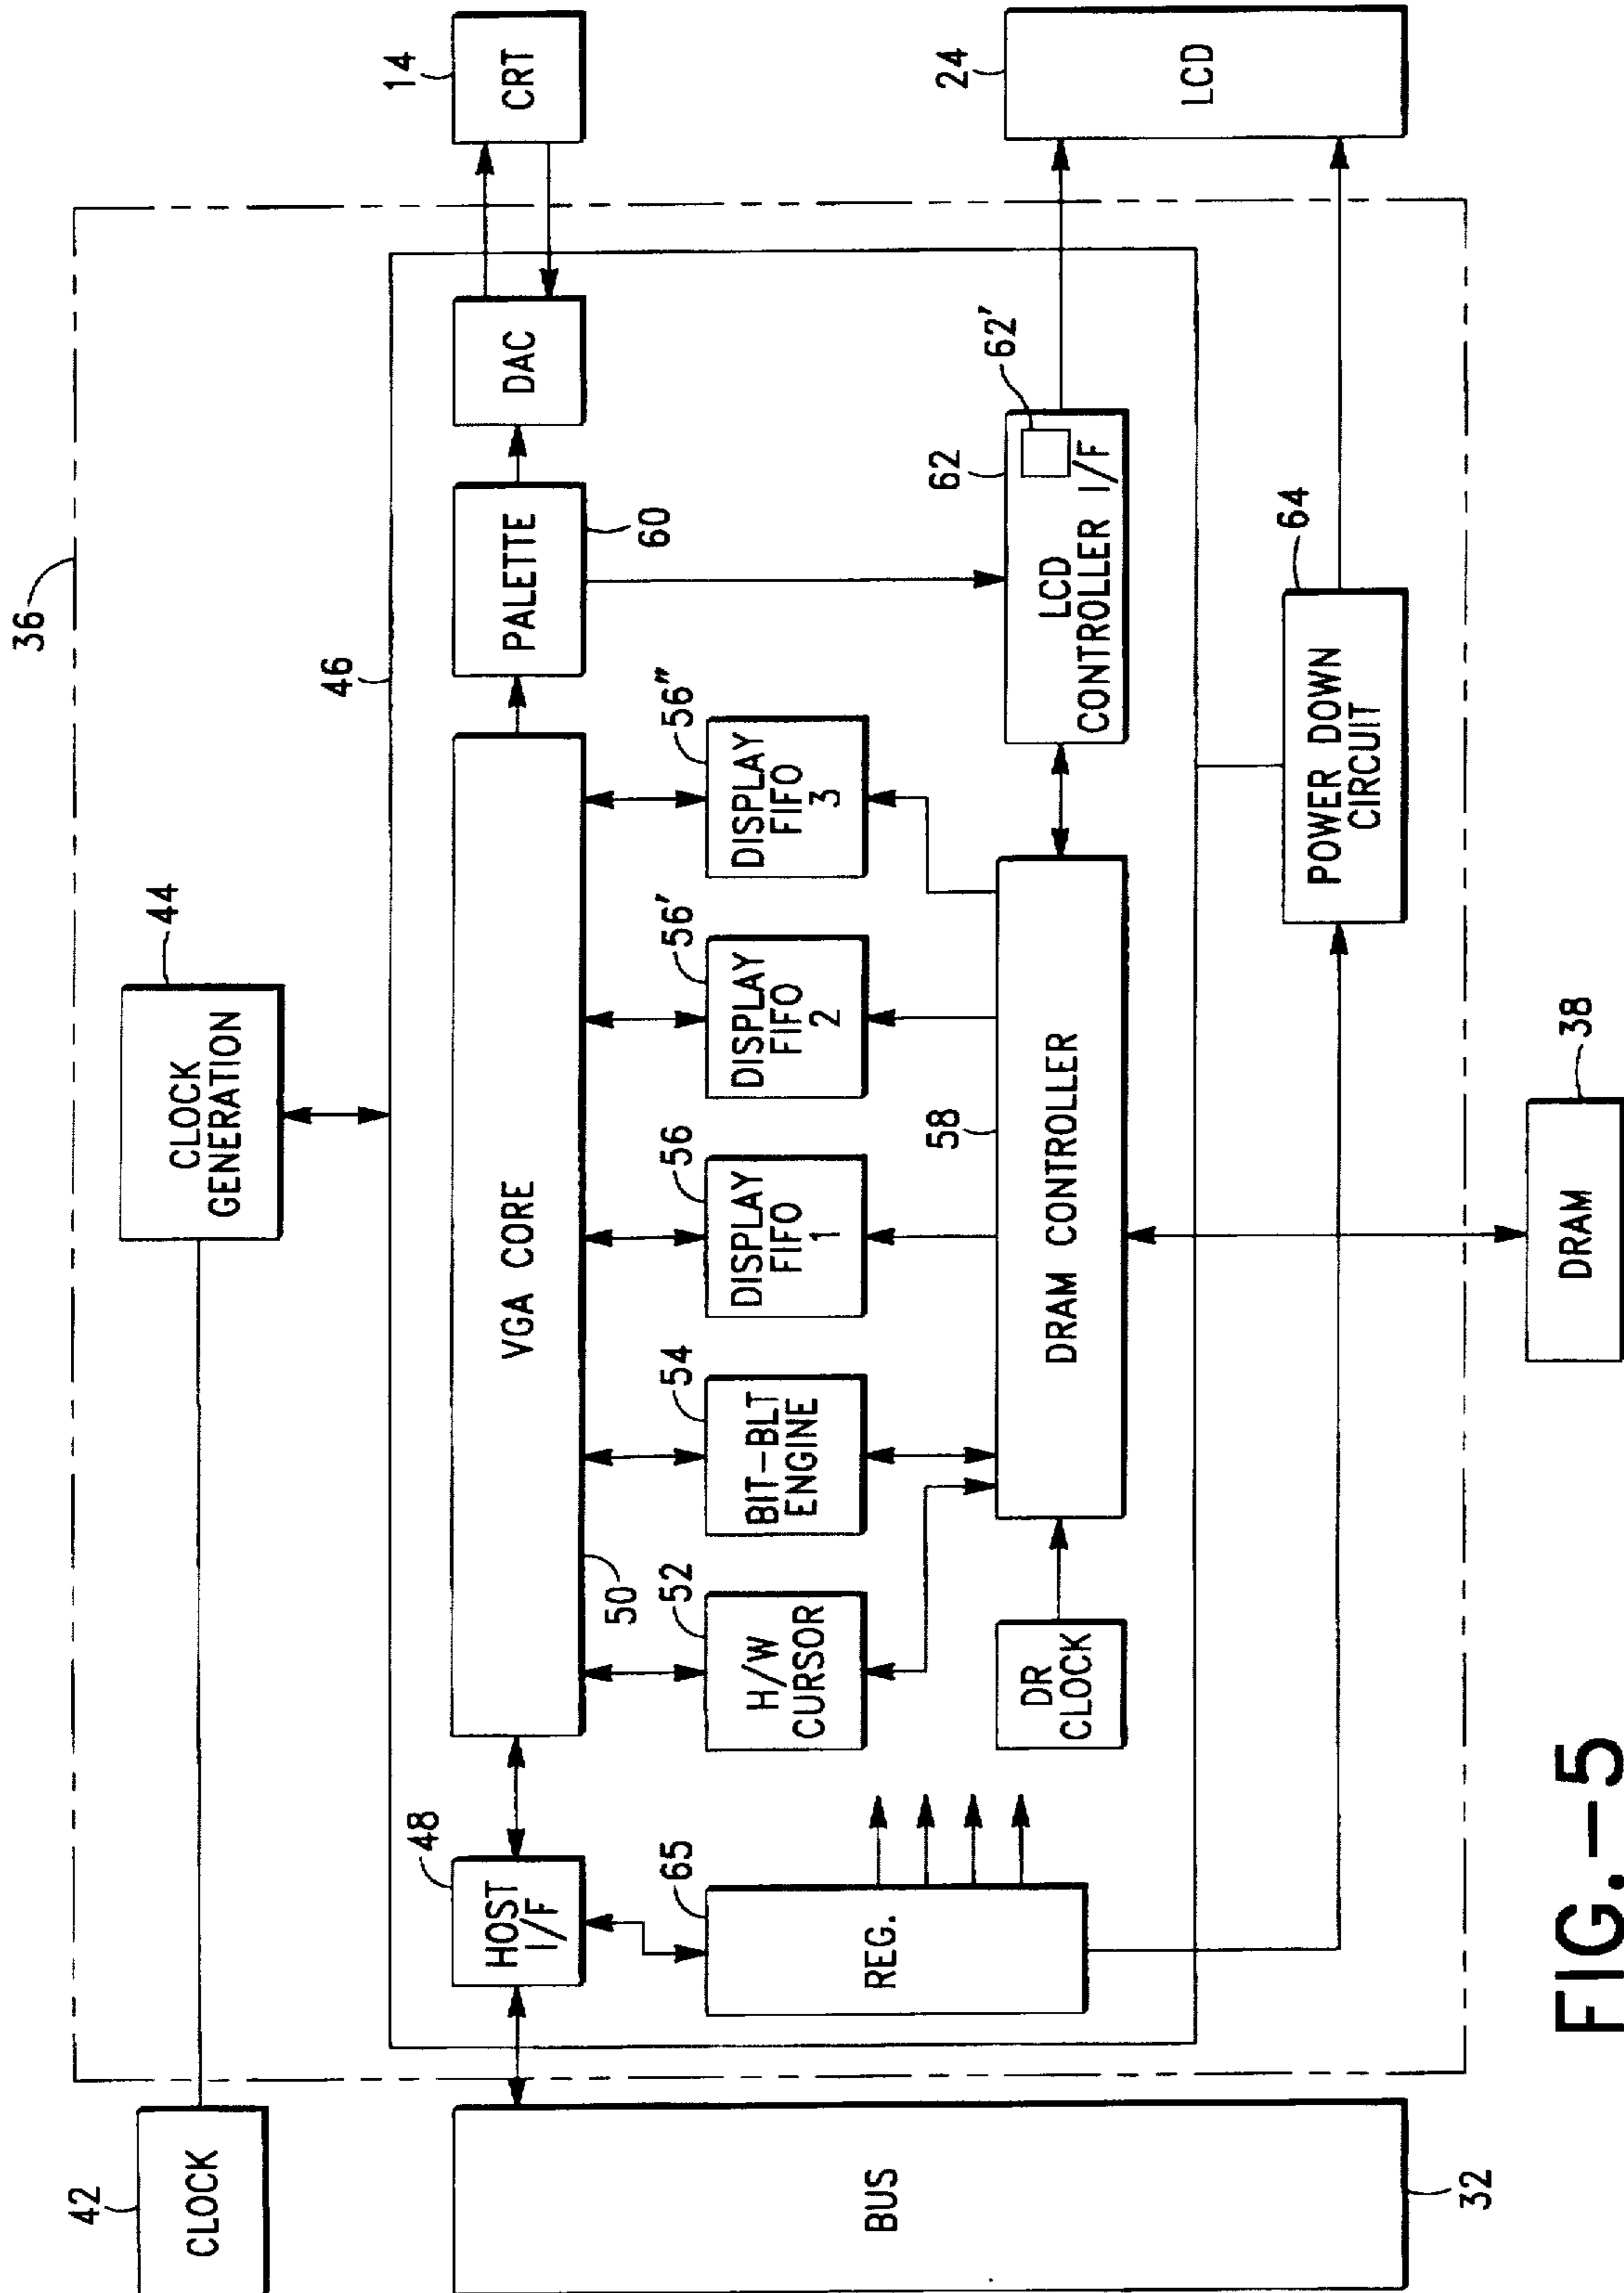 36
42
CLOCK
44
CLOCK
GENERATION
46
14
CRT
48
HOST
I/F
VGA CORE
50
PALETTE
60
DAC
65
REG.
52
H/W
CURSOR
54
BIT-BLT
ENGINE
56
DISPLAY
FIFO
1
56'
DISPLAY
FIFO
2
56"
DISPLAY
FIFO
3
62
62'
LCD
CONTROLLER I/F
24
LCD
DR
CLOCK
58
DRAM CONTROLLER
64
POWER DOWN
CIRCUIT
BUS
32
38
DRAM
FIG.-5